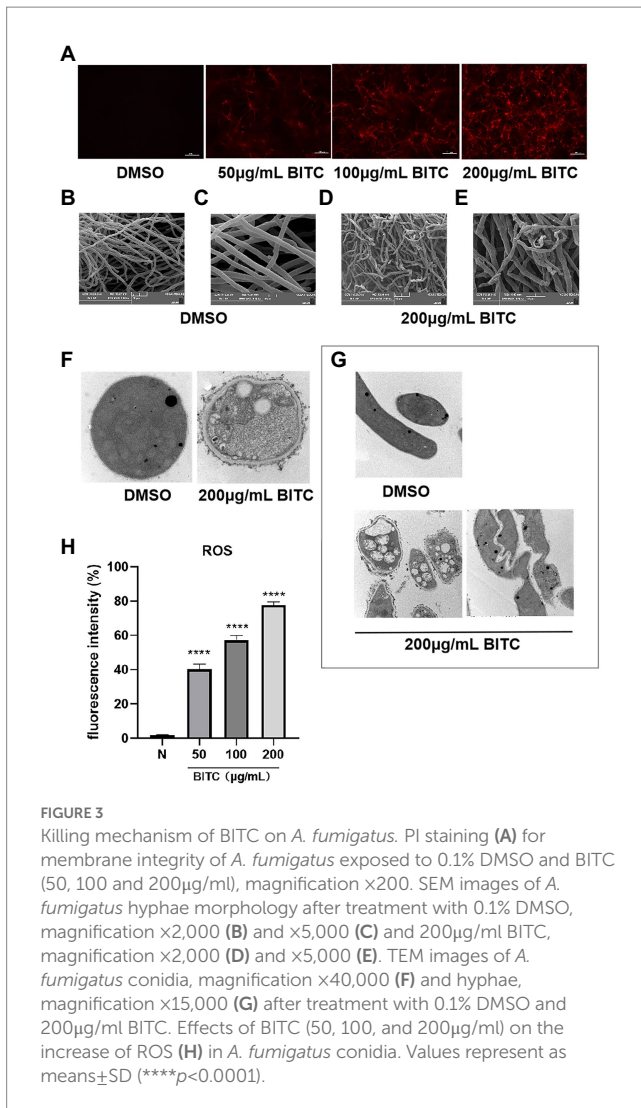 A
DMSO 50µg/mL BITC 100µg/mL BITC 200µg/mL BITC
B C D E
DMSO 200µg/mL BITC
F G
DMSO 200µg/mL BITC
DMSO
200µg/mL BITC
H
ROS
fluorescence intensity (%)
100
80
60
40
20
0
**** **** ****
N 50 100 200
BITC (µg/mL)
FIGURE 3
Killing mechanism of BITC on A. fumigatus. PI staining (A) for
membrane integrity of A. fumigatus exposed to 0.1% DMSO and BITC
(50, 100 and 200µg/ml), magnification ×200. SEM images of A.
fumigatus hyphae morphology after treatment with 0.1% DMSO,
magnification ×2,000 (B) and ×5,000 (C) and 200µg/ml BITC,
magnification ×2,000 (D) and ×5,000 (E). TEM images of A.
fumigatus conidia, magnification ×40,000 (F) and hyphae,
magnification ×15,000 (G) after treatment with 0.1% DMSO and
200µg/ml BITC. Effects of BITC (50, 100, and 200µg/ml) on the
increase of ROS (H) in A. fumigatus conidia. Values represent as
means±SD (****p<0.0001).